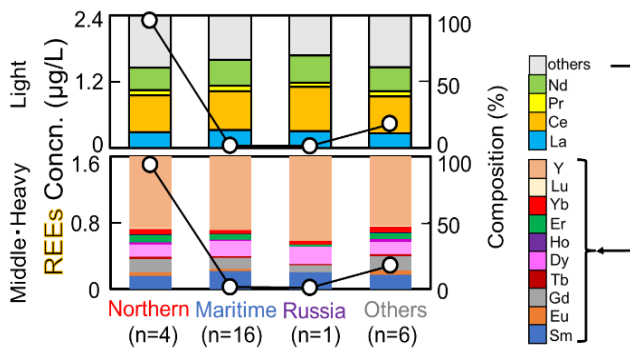 2.4
1.2
0
100
50
0
Light
1.6
0.8
0
100
50
0
Middle・Heavy
REEs Concn. (μg/L)
Composition (%)
Northern
(n=4)
Maritime
(n=16)
Russia
(n=1)
Others
(n=6)
others
Nd
Pr
Ce
La
Y
Lu
Yb
Er
Ho
Dy
Tb
Gd
Eu
Sm